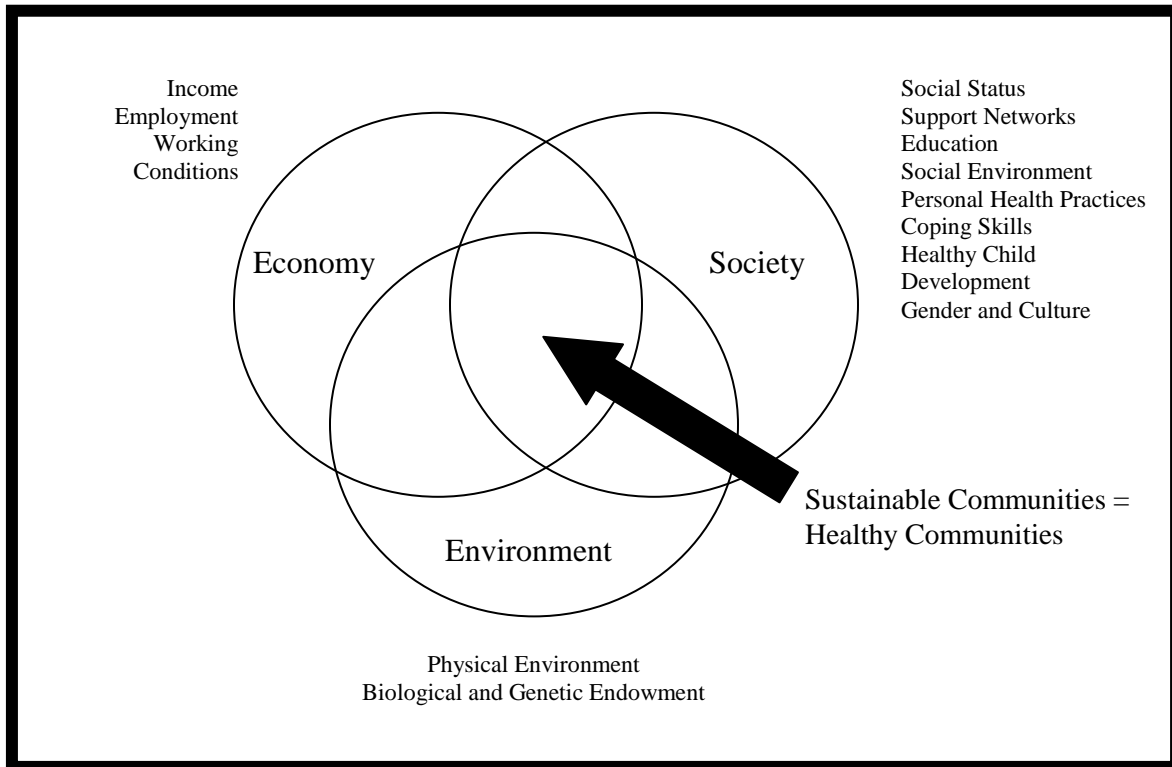 Income
Employment
Working
Conditions
Social Status
Support Networks
Education
Social Environment
Personal Health Practices
Coping Skills
Healthy Child
Development
Gender and Culture
Economy
Society
Sustainable Communities =
Healthy Communities
Environment
Physical Environment
Biological and Genetic Endowment